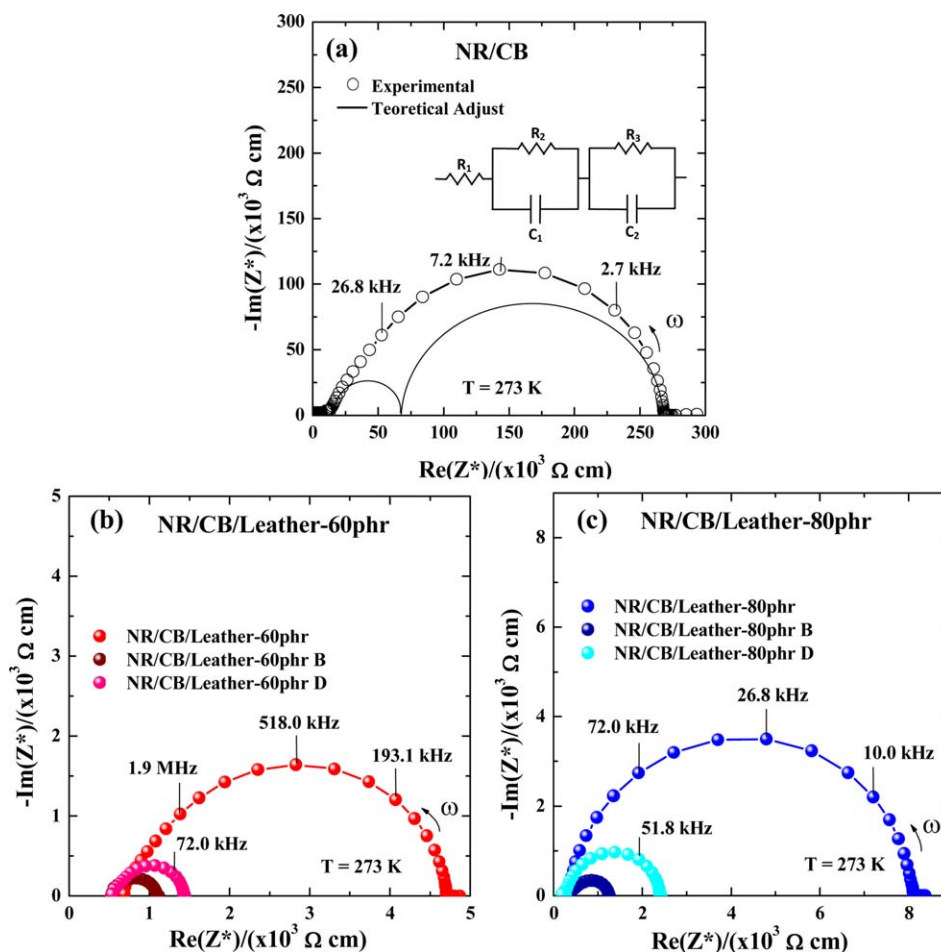 (a) NR/CB
Experimental
Teoretical Adjust
R₁ R₂ R₃
C₁ C₂
7.2 kHz
26.8 kHz
2.7 kHz
ω
T = 273 K
-Im(Z*)/(x10³ Ω cm)
300
250
200
150
100
50
0
0 50 100 150 200 250 300
Re(Z*)/(x10³ Ω cm)
(b) NR/CB/Leather-60phr
NR/CB/Leather-60phr
NR/CB/Leather-60phr B
NR/CB/Leather-60phr D
518.0 kHz
1.9 MHz
193.1 kHz
72.0 kHz
ω
T = 273 K
-Im(Z*)/(x10³ Ω cm)
5
4
3
2
1
0
0 1 2 3 4 5
Re(Z*)/(x10³ Ω cm)
(c) NR/CB/Leather-80phr
NR/CB/Leather-80phr
NR/CB/Leather-80phr B
NR/CB/Leather-80phr D
26.8 kHz
72.0 kHz
10.0 kHz
51.8 kHz
ω
T = 273 K
-Im(Z*)/(x10³ Ω cm)
8
6
4
2
0
0 2 4 6 8
Re(Z*)/(x10³ Ω cm)